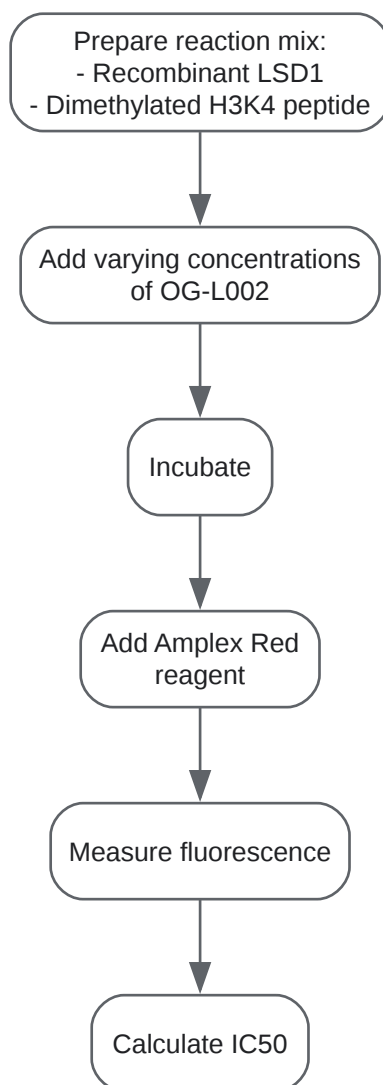 Prepare reaction mix:
- Recombinant LSD1
- Dimethylated H3K4 peptide
Add varying concentrations
of OG-L002
Incubate
Add Amplex Red
reagent
Measure fluorescence
Calculate IC50